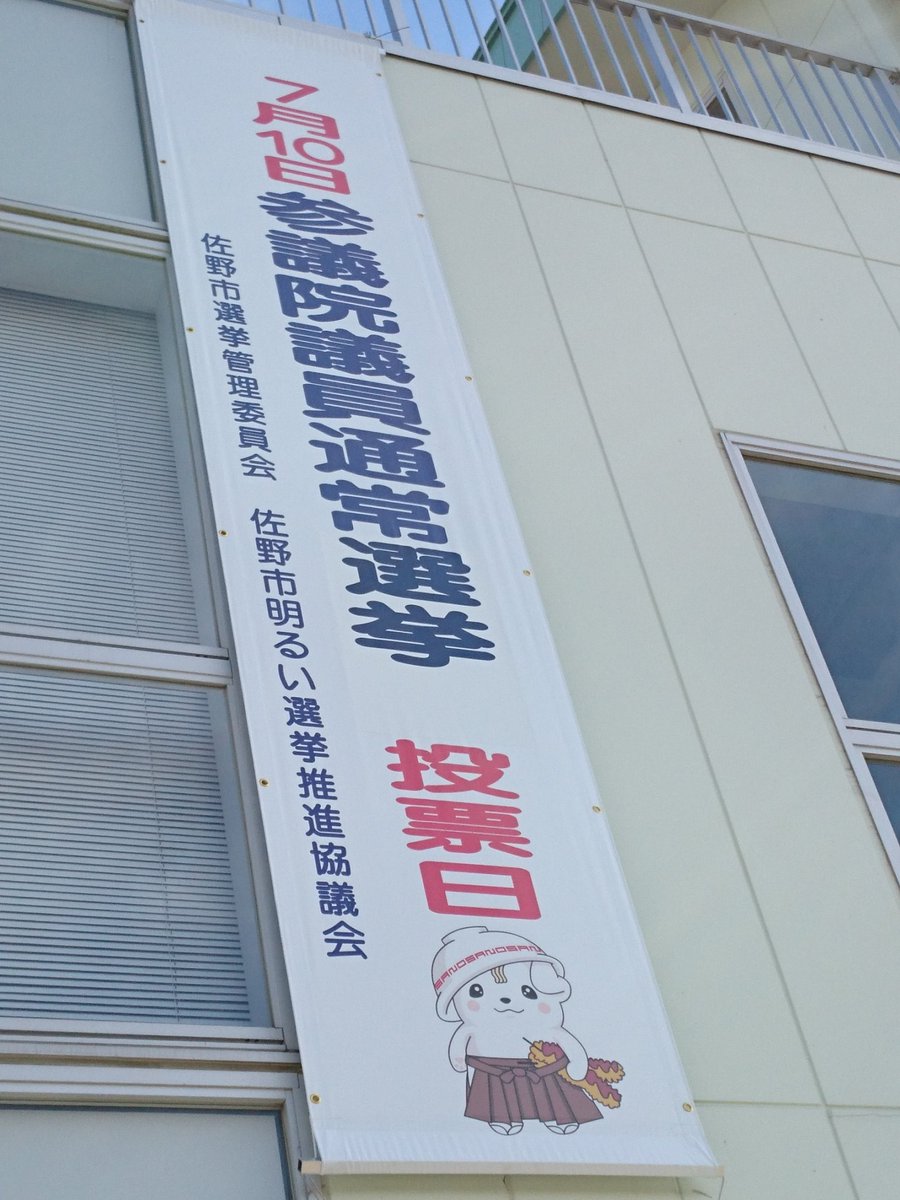 7月10日参議院議員通常選挙 投票日
佐野市選挙管理委員会 佐野市明るい選挙推進協議会
SANOSANOSAN